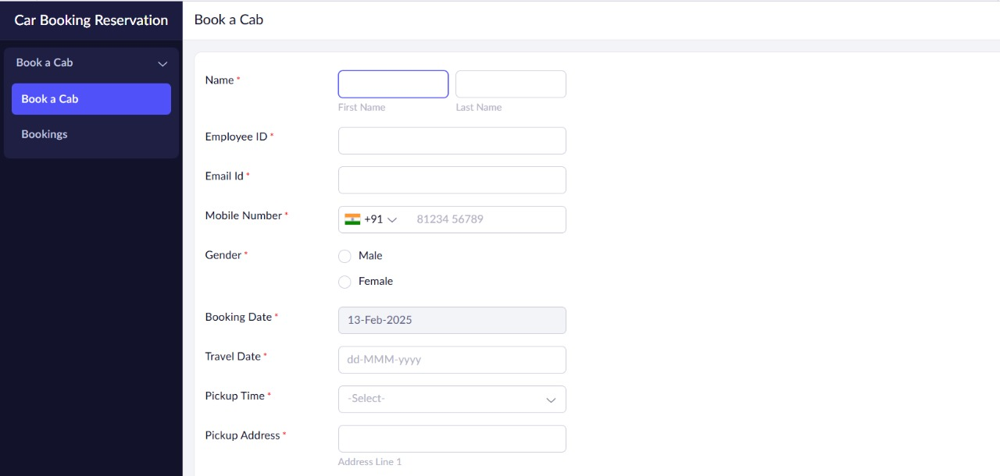 Car Booking Reservation
Book a Cab
Book a Cab
Book a Cab
Bookings
Name *
First Name
Last Name
Employee ID *
Email Id *
Mobile Number *
+91
81234 56789
Gender *
Male
Female
Booking Date *
13-Feb-2025
Travel Date *
dd-MMM-yyyy
Pickup Time *
-Select-
Pickup Address *
Address Line 1